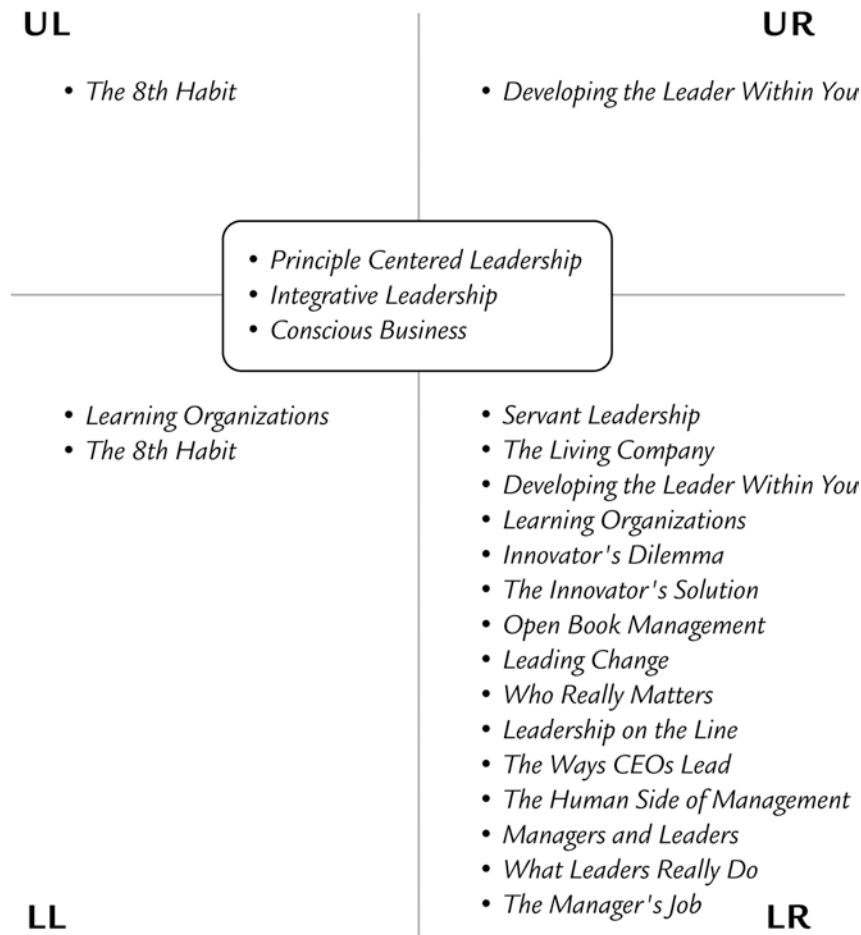 UL
UR
• The 8th Habit
• Developing the Leader Within You
• Principle Centered Leadership
• Integrative Leadership
• Conscious Business
• Learning Organizations
• The 8th Habit
• Servant Leadership
• The Living Company
• Developing the Leader Within You
• Learning Organizations
• Innovator's Dilemma
• The Innovator's Solution
• Open Book Management
• Leading Change
• Who Really Matters
• Leadership on the Line
• The Ways CEOs Lead
• The Human Side of Management
• Managers and Leaders
• What Leaders Really Do
• The Manager's Job
LL
LR